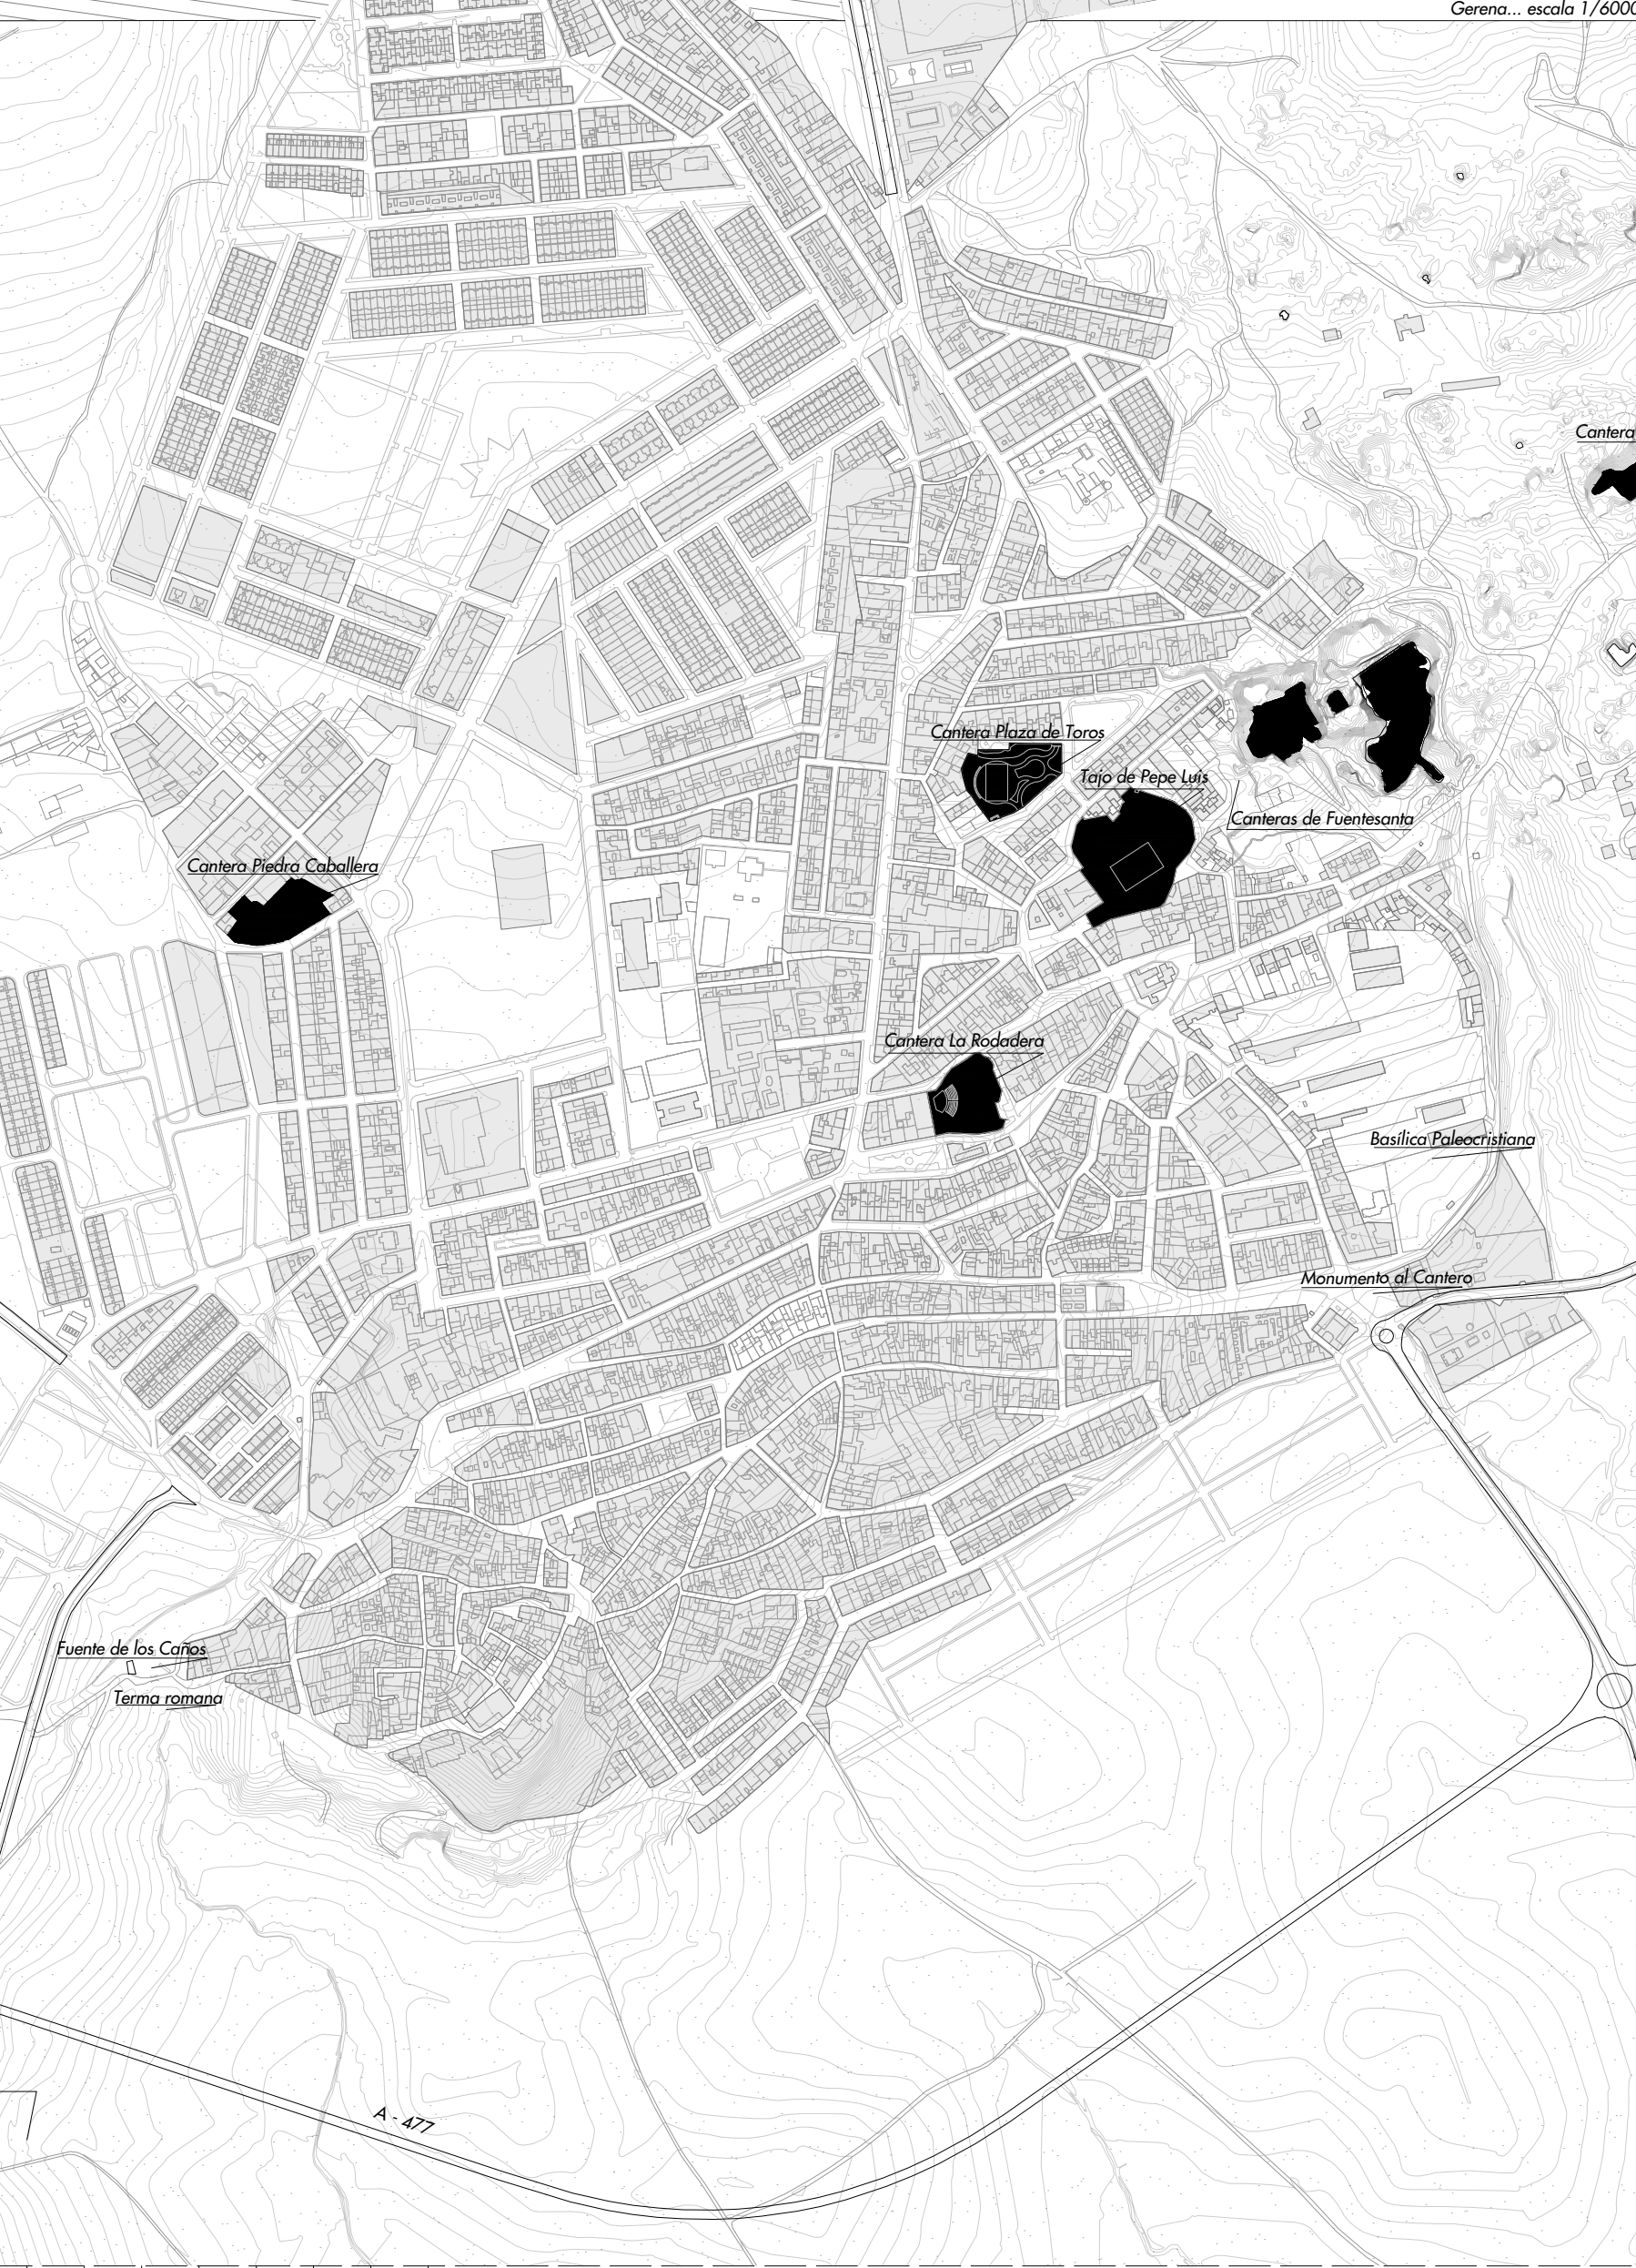 Gerena... escala 1/6000
Cantera
Cantera Plaza de Toros
Tajo de Pepe Luis
Canteras de Fuentesanta
Cantera Piedra Caballera
Cantera La Rodadera
Basílica Paleocristiana
Monumento al Cantero
Fuente de los Caños
Terma romana
A - 477